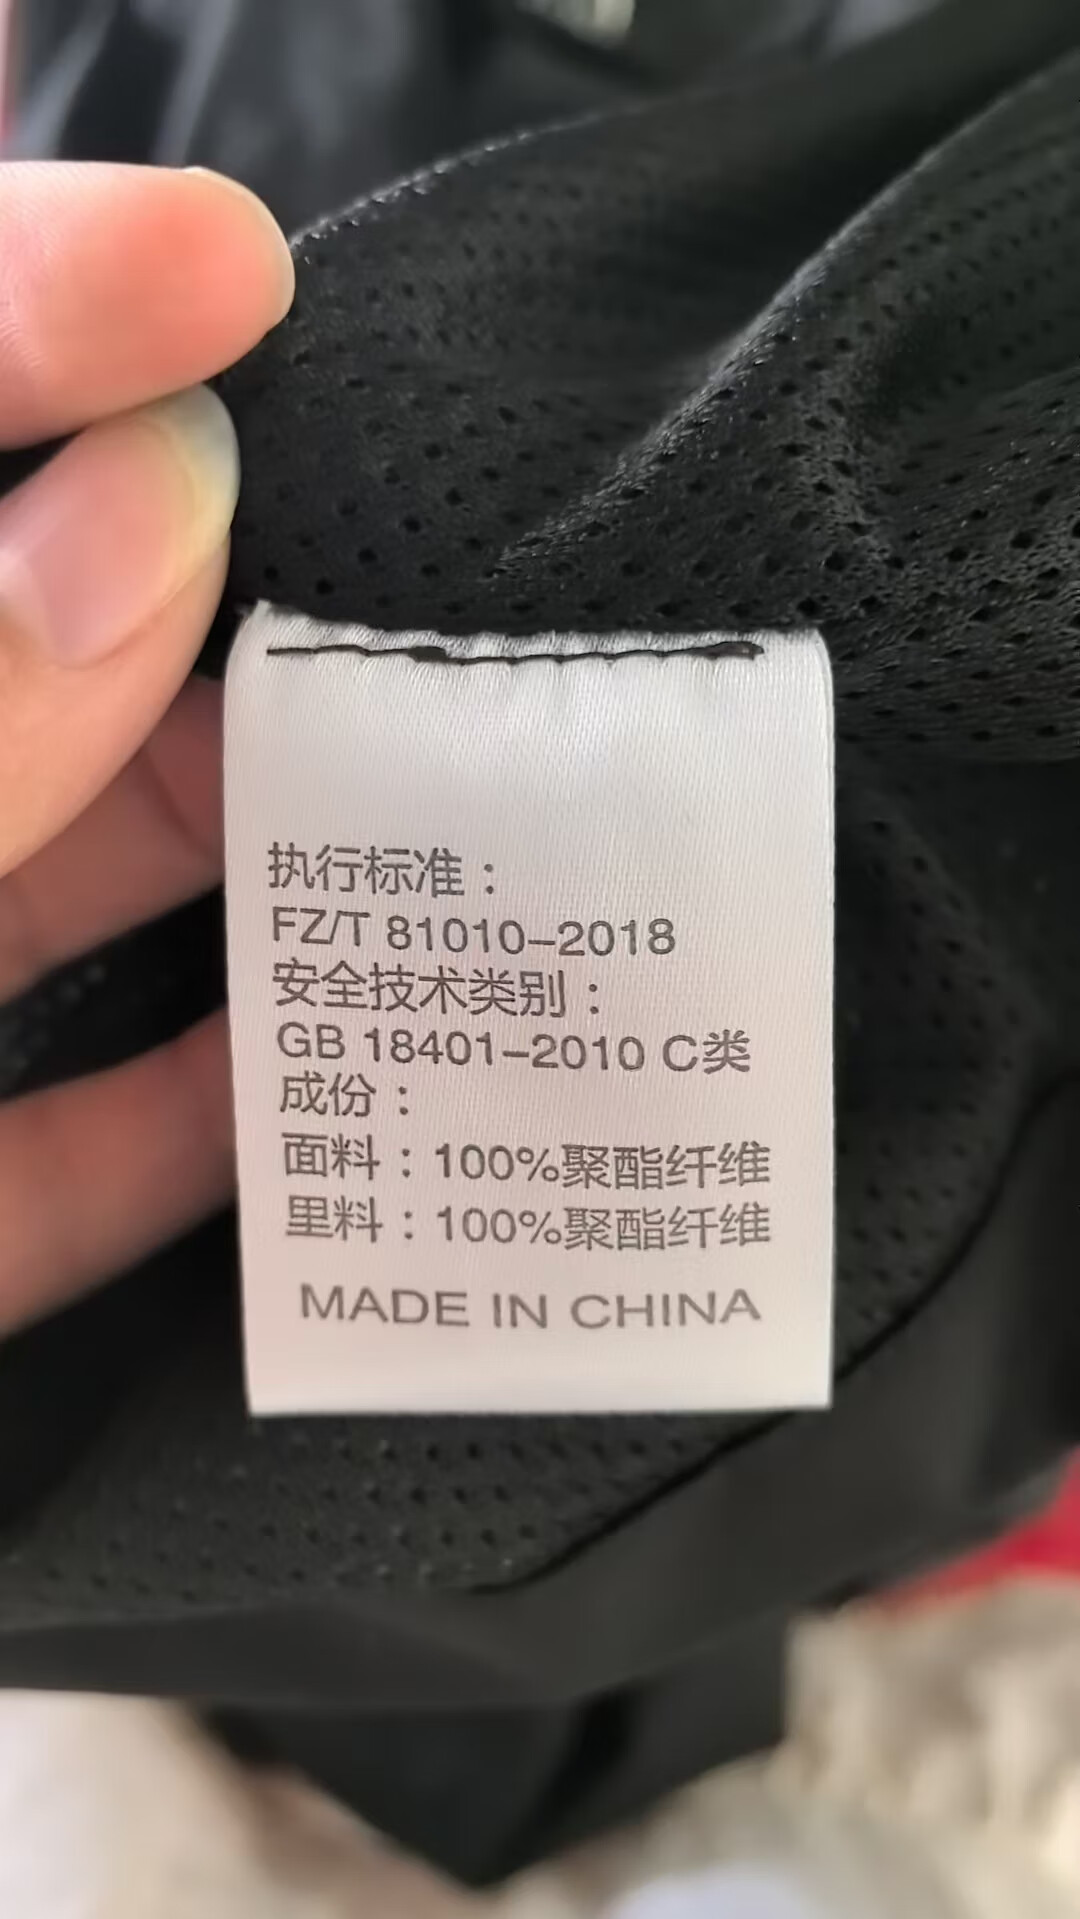 执行标准：
FZ/T 81010-2018
安全技术类别：
GB 18401-2010 C类
成份：
面料：100%聚酯纤维
里料：100%聚酯纤维
MADE IN CHINA